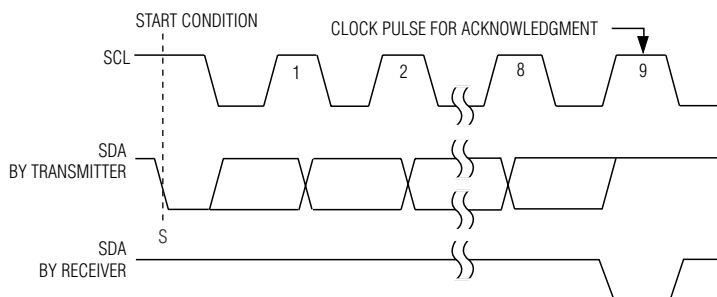 START CONDITION
CLOCK PULSE FOR ACKNOWLEDGMENT
SCL
1
2
8
9
SDA
BY TRANSMITTER
S
SDA
BY RECEIVER